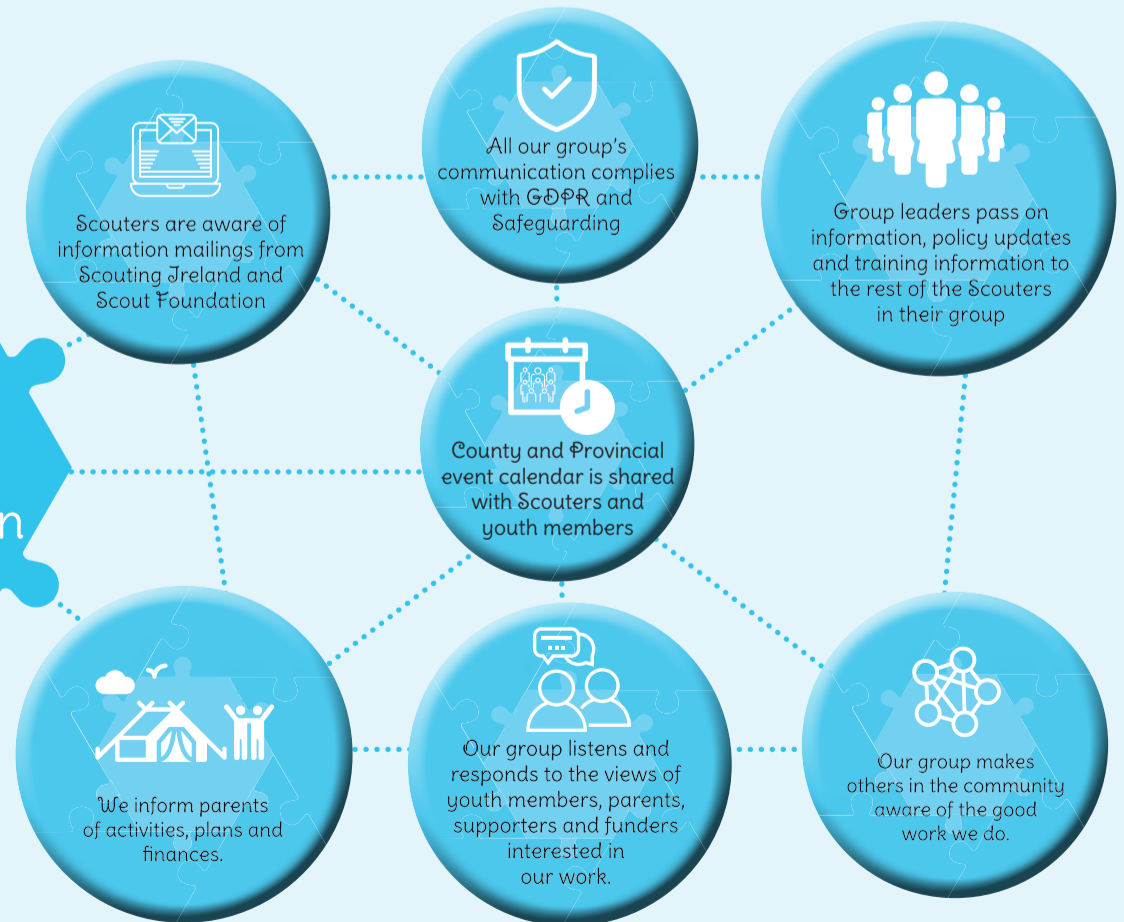 Scouters are aware of
information mailings from
Scouting Ireland and
Scout Foundation
All our group's
communication complies
with GDPR and
Safeguarding
Group leaders pass on
information, policy updates
and training information to
the rest of the Scouters
in their group
County and Provincial
event calendar is shared
with Scouters and
youth members
n
We inform parents
of activities, plans and
finances.
Our group listens and
responds to the views of
youth members, parents,
supporters and funders
interested in
our work.
Our group makes
others in the community
aware of the good
work we do.